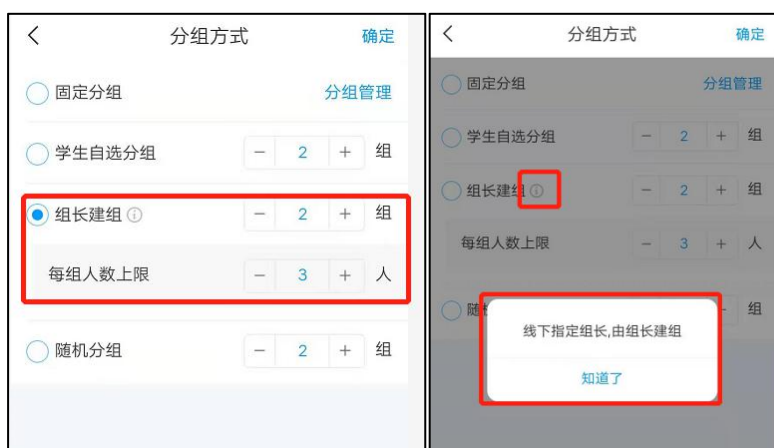 分组方式 确定
固定分组 分组管理
学生自选分组 － 2 ＋ 组
组长建组 － 2 ＋ 组
每组人数上限 － 3 ＋ 人
随机分组 － 2 ＋ 组
分组方式 确定
固定分组 分组管理
学生自选分组 － 2 ＋ 组
组长建组 － 2 ＋ 组
每组人数上限 － 3 ＋ 人
随 组
线下指定组长,由组长建组
知道了